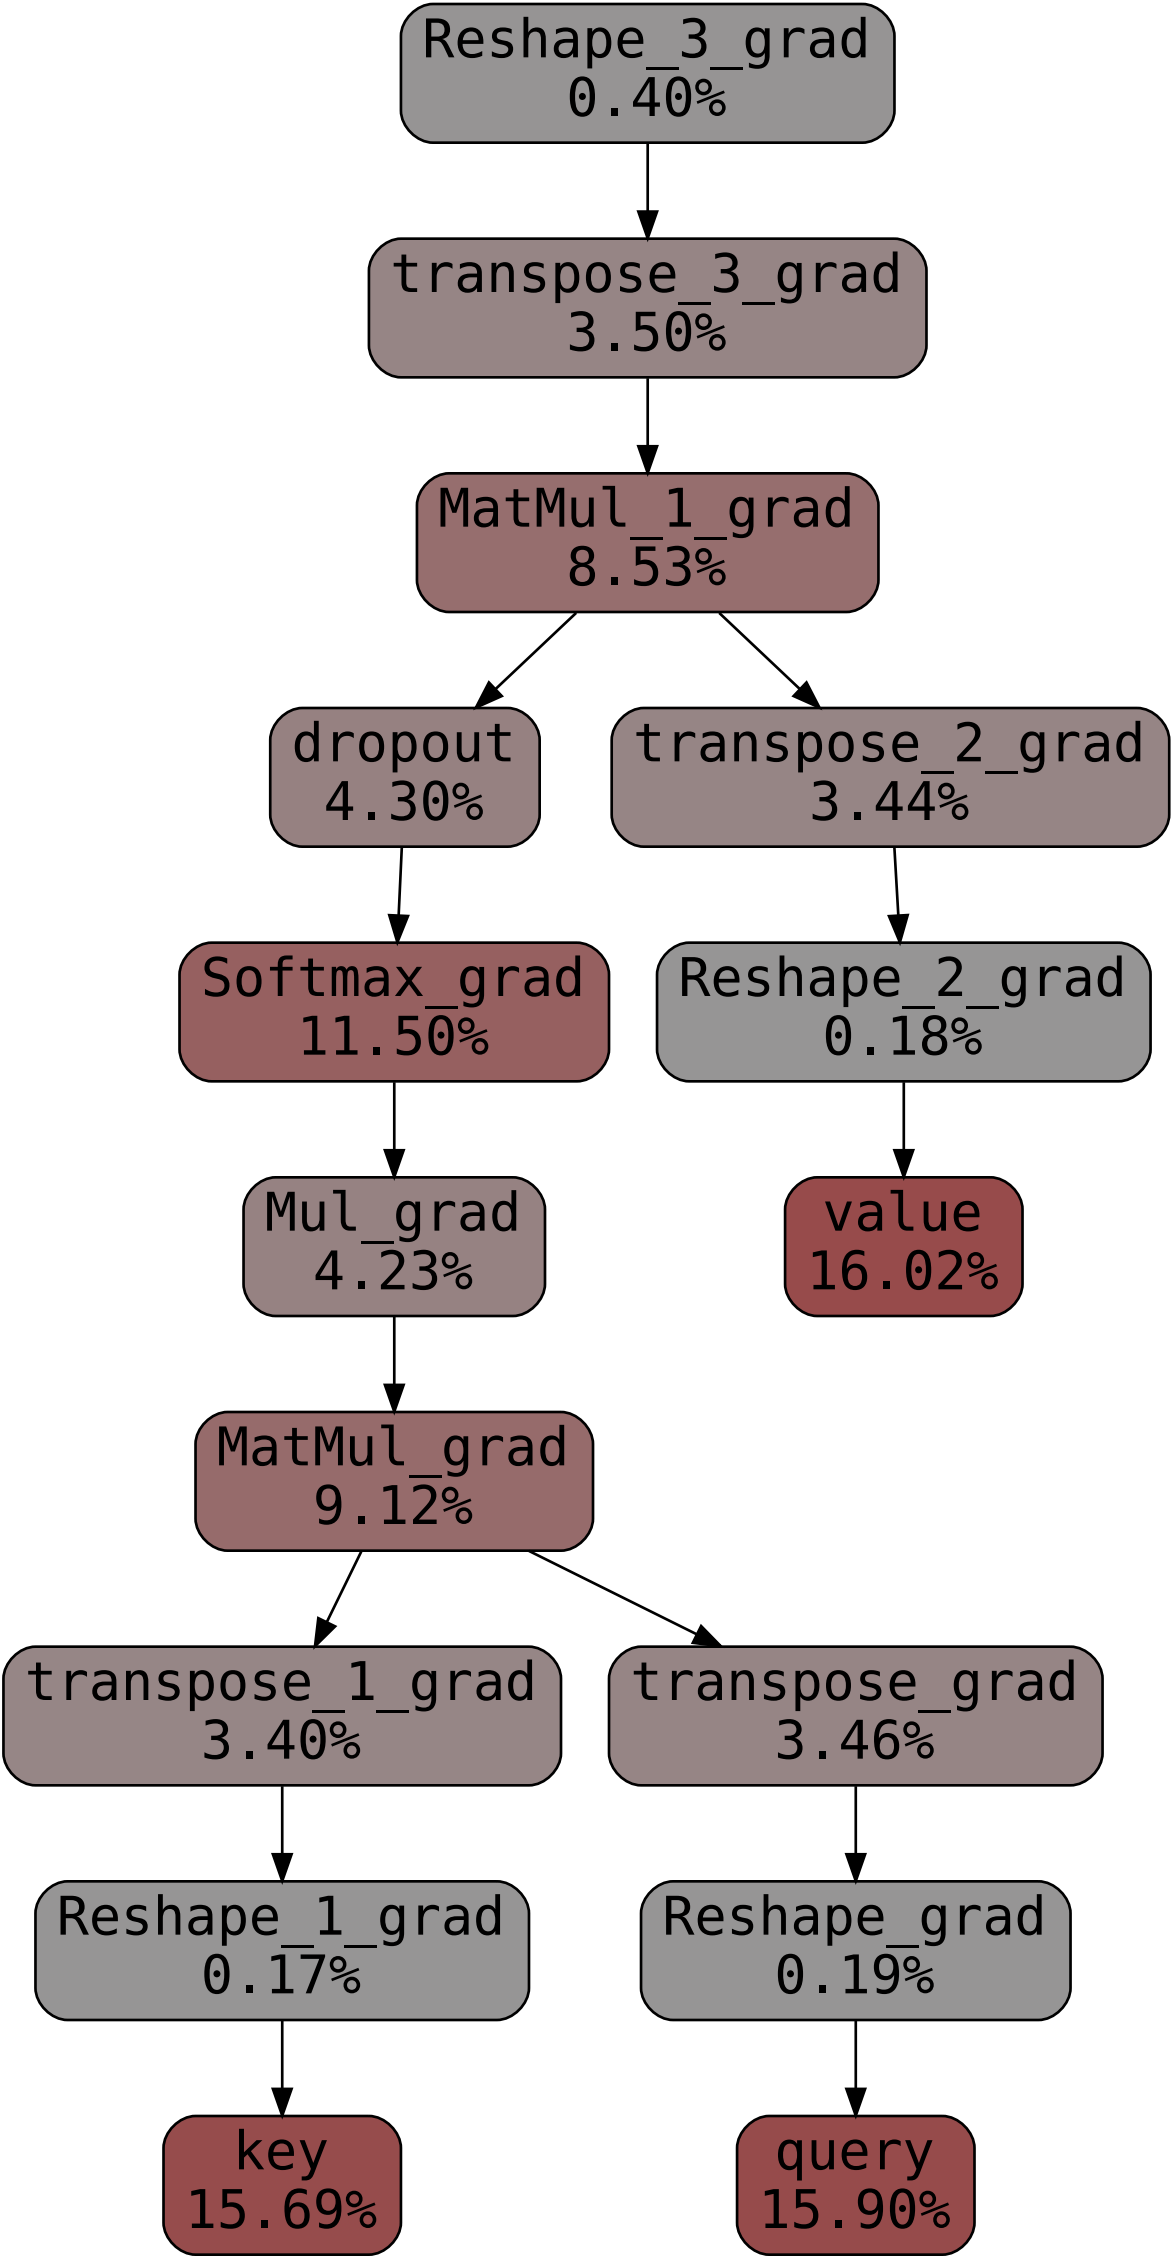 Reshape_3_grad
0.40%
transpose_3_grad
3.50%
MatMul_1_grad
8.53%
dropout
4.30%
transpose_2_grad
3.44%
Softmax_grad
11.50%
Reshape_2_grad
0.18%
Mul_grad
4.23%
value
16.02%
MatMul_grad
9.12%
transpose_1_grad
3.40%
transpose_grad
3.46%
Reshape_1_grad
0.17%
Reshape_grad
0.19%
key
15.69%
query
15.90%